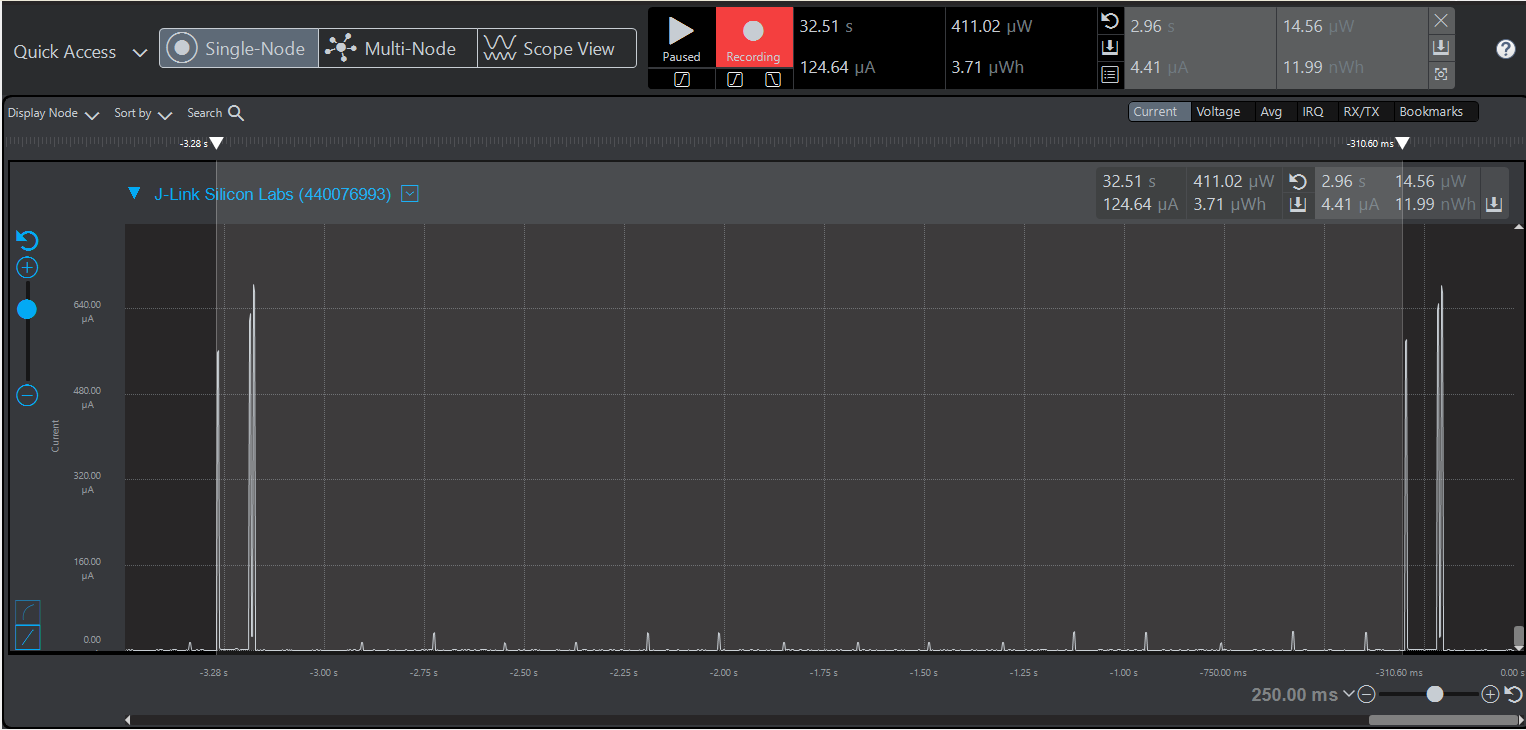 Quick Access Single-Node Multi-Node Scope View
Paused Recording
32.51 s 411.02 µW 2.96 s 14.56 µW
124.64 µA 3.71 µWh 4.41 µA 11.99 nWh
Display Node Sort by Search Current Voltage Avg IRQ RX/TX Bookmarks
-3.28 s -310.60 ms
J-Link Silicon Labs (440076993)
32.51 s 411.02 µW 2.96 s 14.56 µW
124.64 µA 3.71 µWh 4.41 µA 11.99 nWh
640.00
µA
480.00
µA
Current
320.00
µA
160.00
µA
0.00
-3.28 s -3.00 s -2.75 s -2.50 s -2.25 s -2.00 s -1.75 s -1.50 s -1.25 s -1.00 s -750.00 ms -310.60 ms 0.00 s
250.00 ms